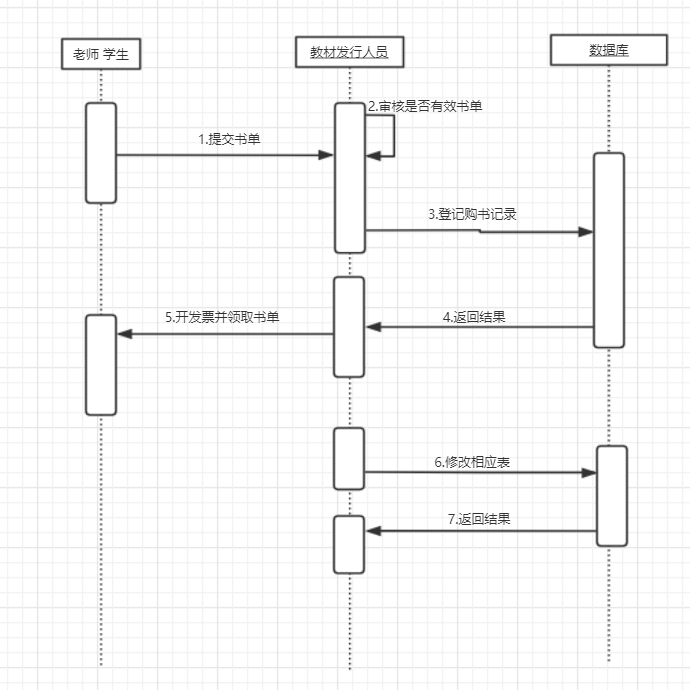 老师 学生
教材发行人员
数据库
2.审核是否有效书单
1.提交书单
3.登记购书记录
5.开发票并领取书单
4.返回结果
6.修改相应表
7.返回结果